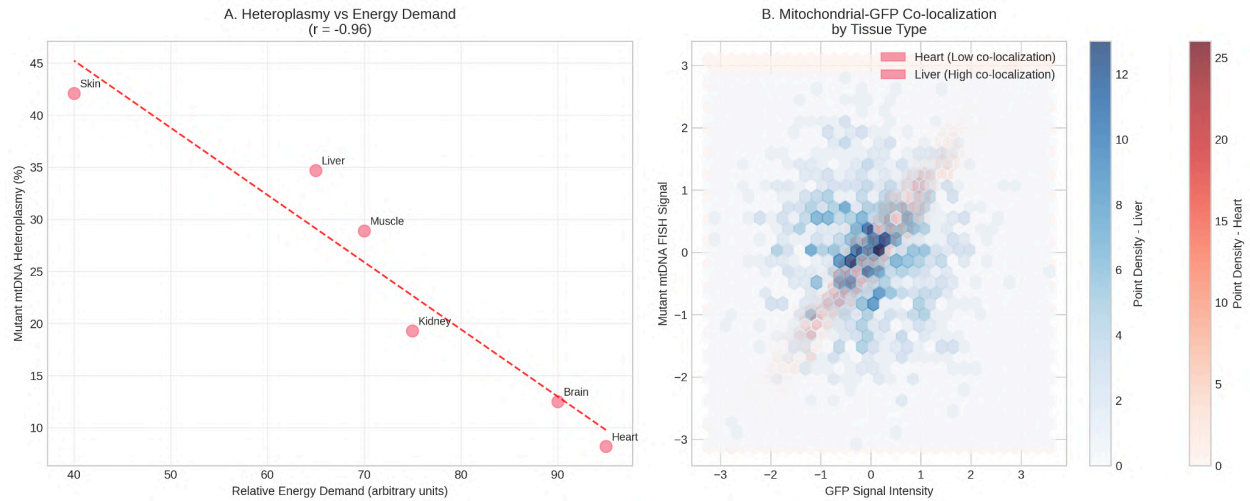 A. Heteroplasmy vs Energy Demand
(r = -0.96)
Mutant mtDNA Heteroplasmy (%)
45
40
35
30
25
20
15
10
Skin
Liver
Muscle
Kidney
Brain
Heart
40
50
60
70
80
90
Relative Energy Demand (arbitrary units)
B. Mitochondrial-GFP Co-localization
by Tissue Type
Heart (Low co-localization)
Liver (High co-localization)
Mutant mtDNA FISH Signal
3
2
1
0
−1
−2
−3
−3
−2
−1
0
1
2
3
GFP Signal Intensity
12
10
8
6
4
2
0
Point Density - Liver
25
20
15
10
5
0
Point Density - Heart